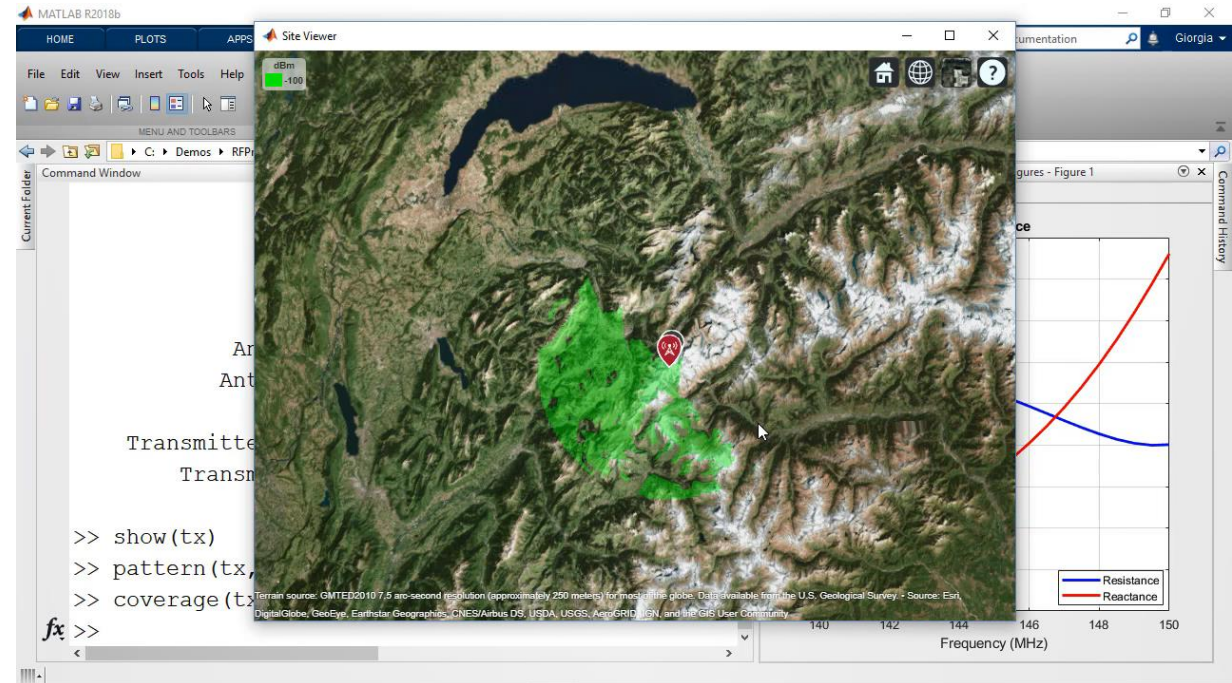 MATLAB R2018b
HOME PLOTS APPS
Site Viewer
umentation
Giorgia
File Edit View Insert Tools Help
dBm
-100
MENU AND TOOLBARS
C: Demos RFPr
Current Folder
Command Window
gures - Figure 1
Command History
ce
Ar
Ant
Transmitte
Transm
>> show(tx)
>> pattern(tx,
>> coverage(tx
fx >>
Terrain source: GMTED2010 7,5 arc-second resolution (approximately 250 meters) for most of the globe. Data available from the U.S. Geological Survey. • Source: Esri,
DigitalGlobe, GeoEye, Earthstar Geographics, CNES/Airbus DS, USDA, USGS, AeroGRID, IGN, and the GIS User Community
Resistance
Reactance
140 142 144 146 148 150
Frequency (MHz)